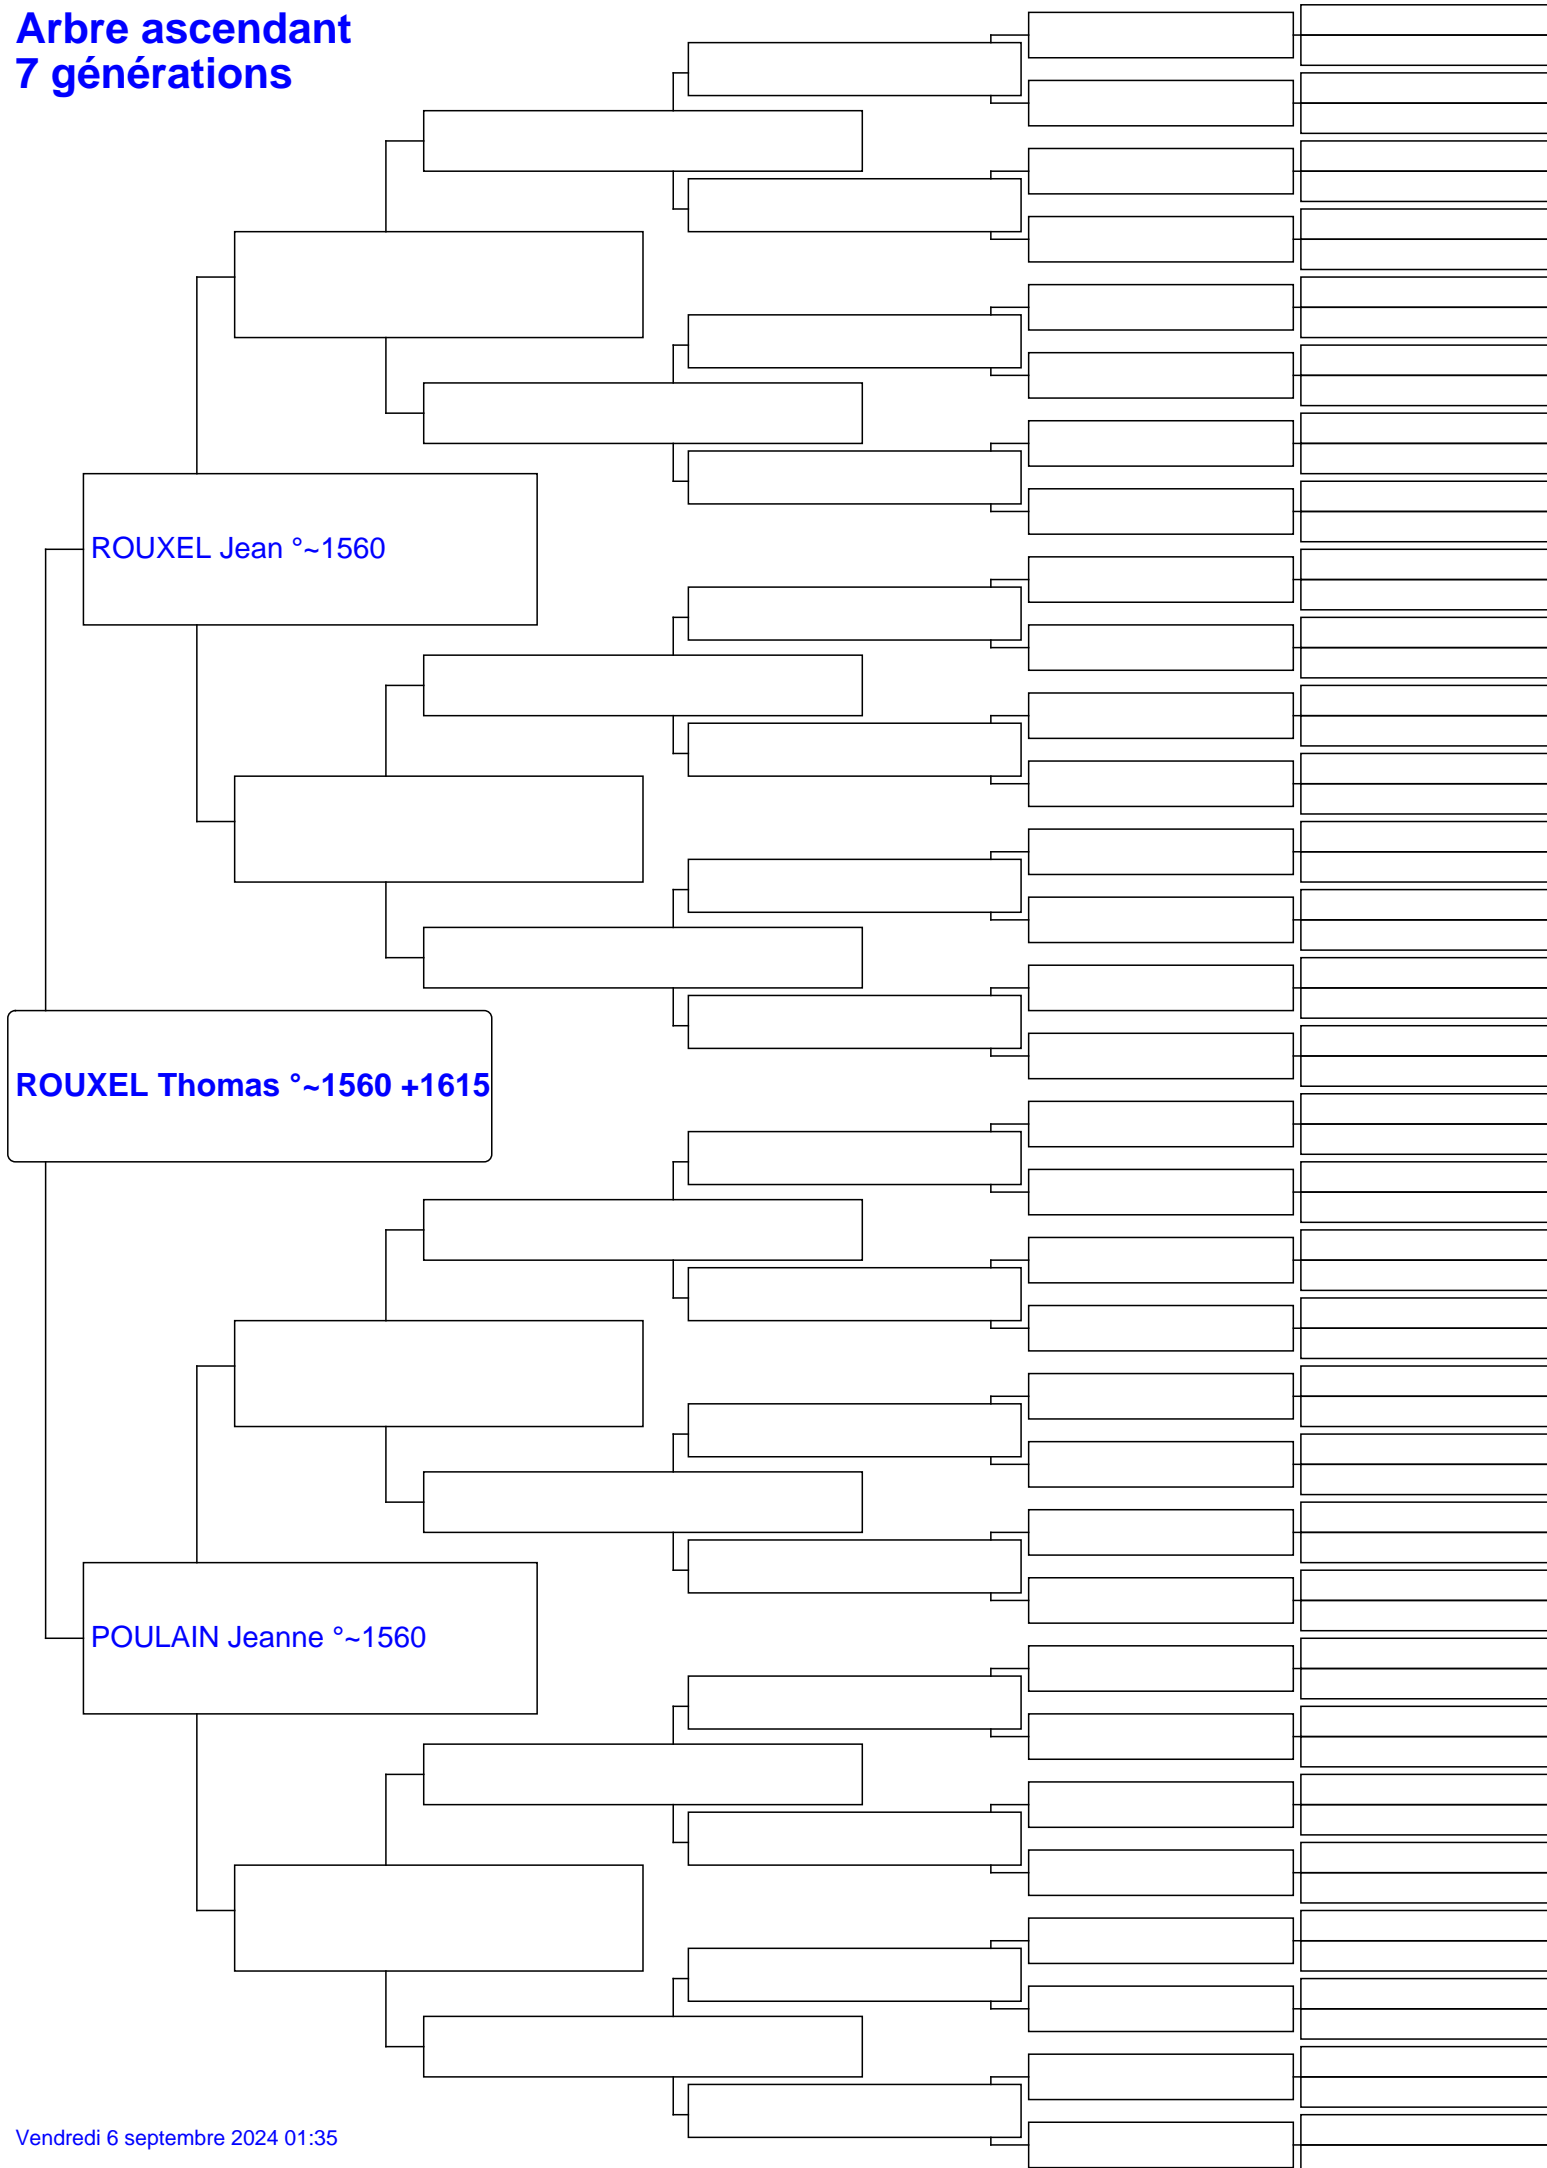 Arbre ascendant
7 générations
ROUXEL Jean °~1560
ROUXEL Thomas °~1560 +1615
POULAIN Jeanne °~1560
Vendredi 6 septembre 2024 01:35